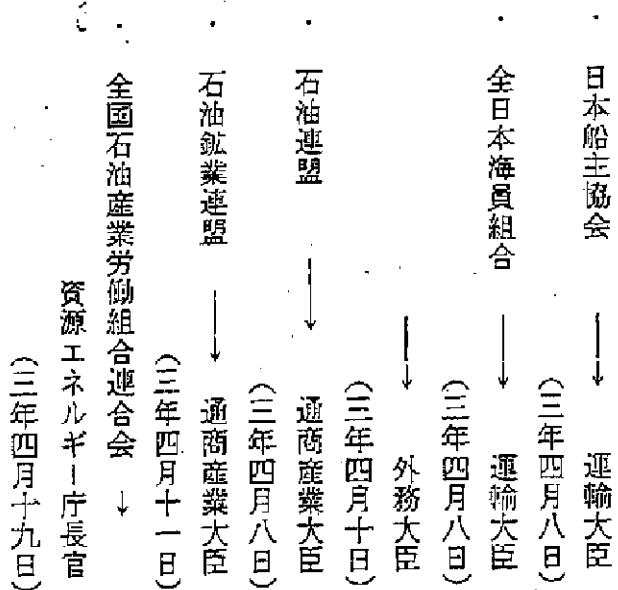 ・ 日本船主協会 → 運輸大臣
（三年四月八日）
・ 全日本海員組合 → 運輸大臣
（三年四月八日）
→ 外務大臣
（三年四月十日）
・ 石油連盟 → 通商産業大臣
（三年四月八日）
・ 石油鉱業連盟 → 通商産業大臣
（三年四月十一日）
・ 全国石油産業労働組合連合会 →
資源エネルギー庁長官
（三年四月十九日）